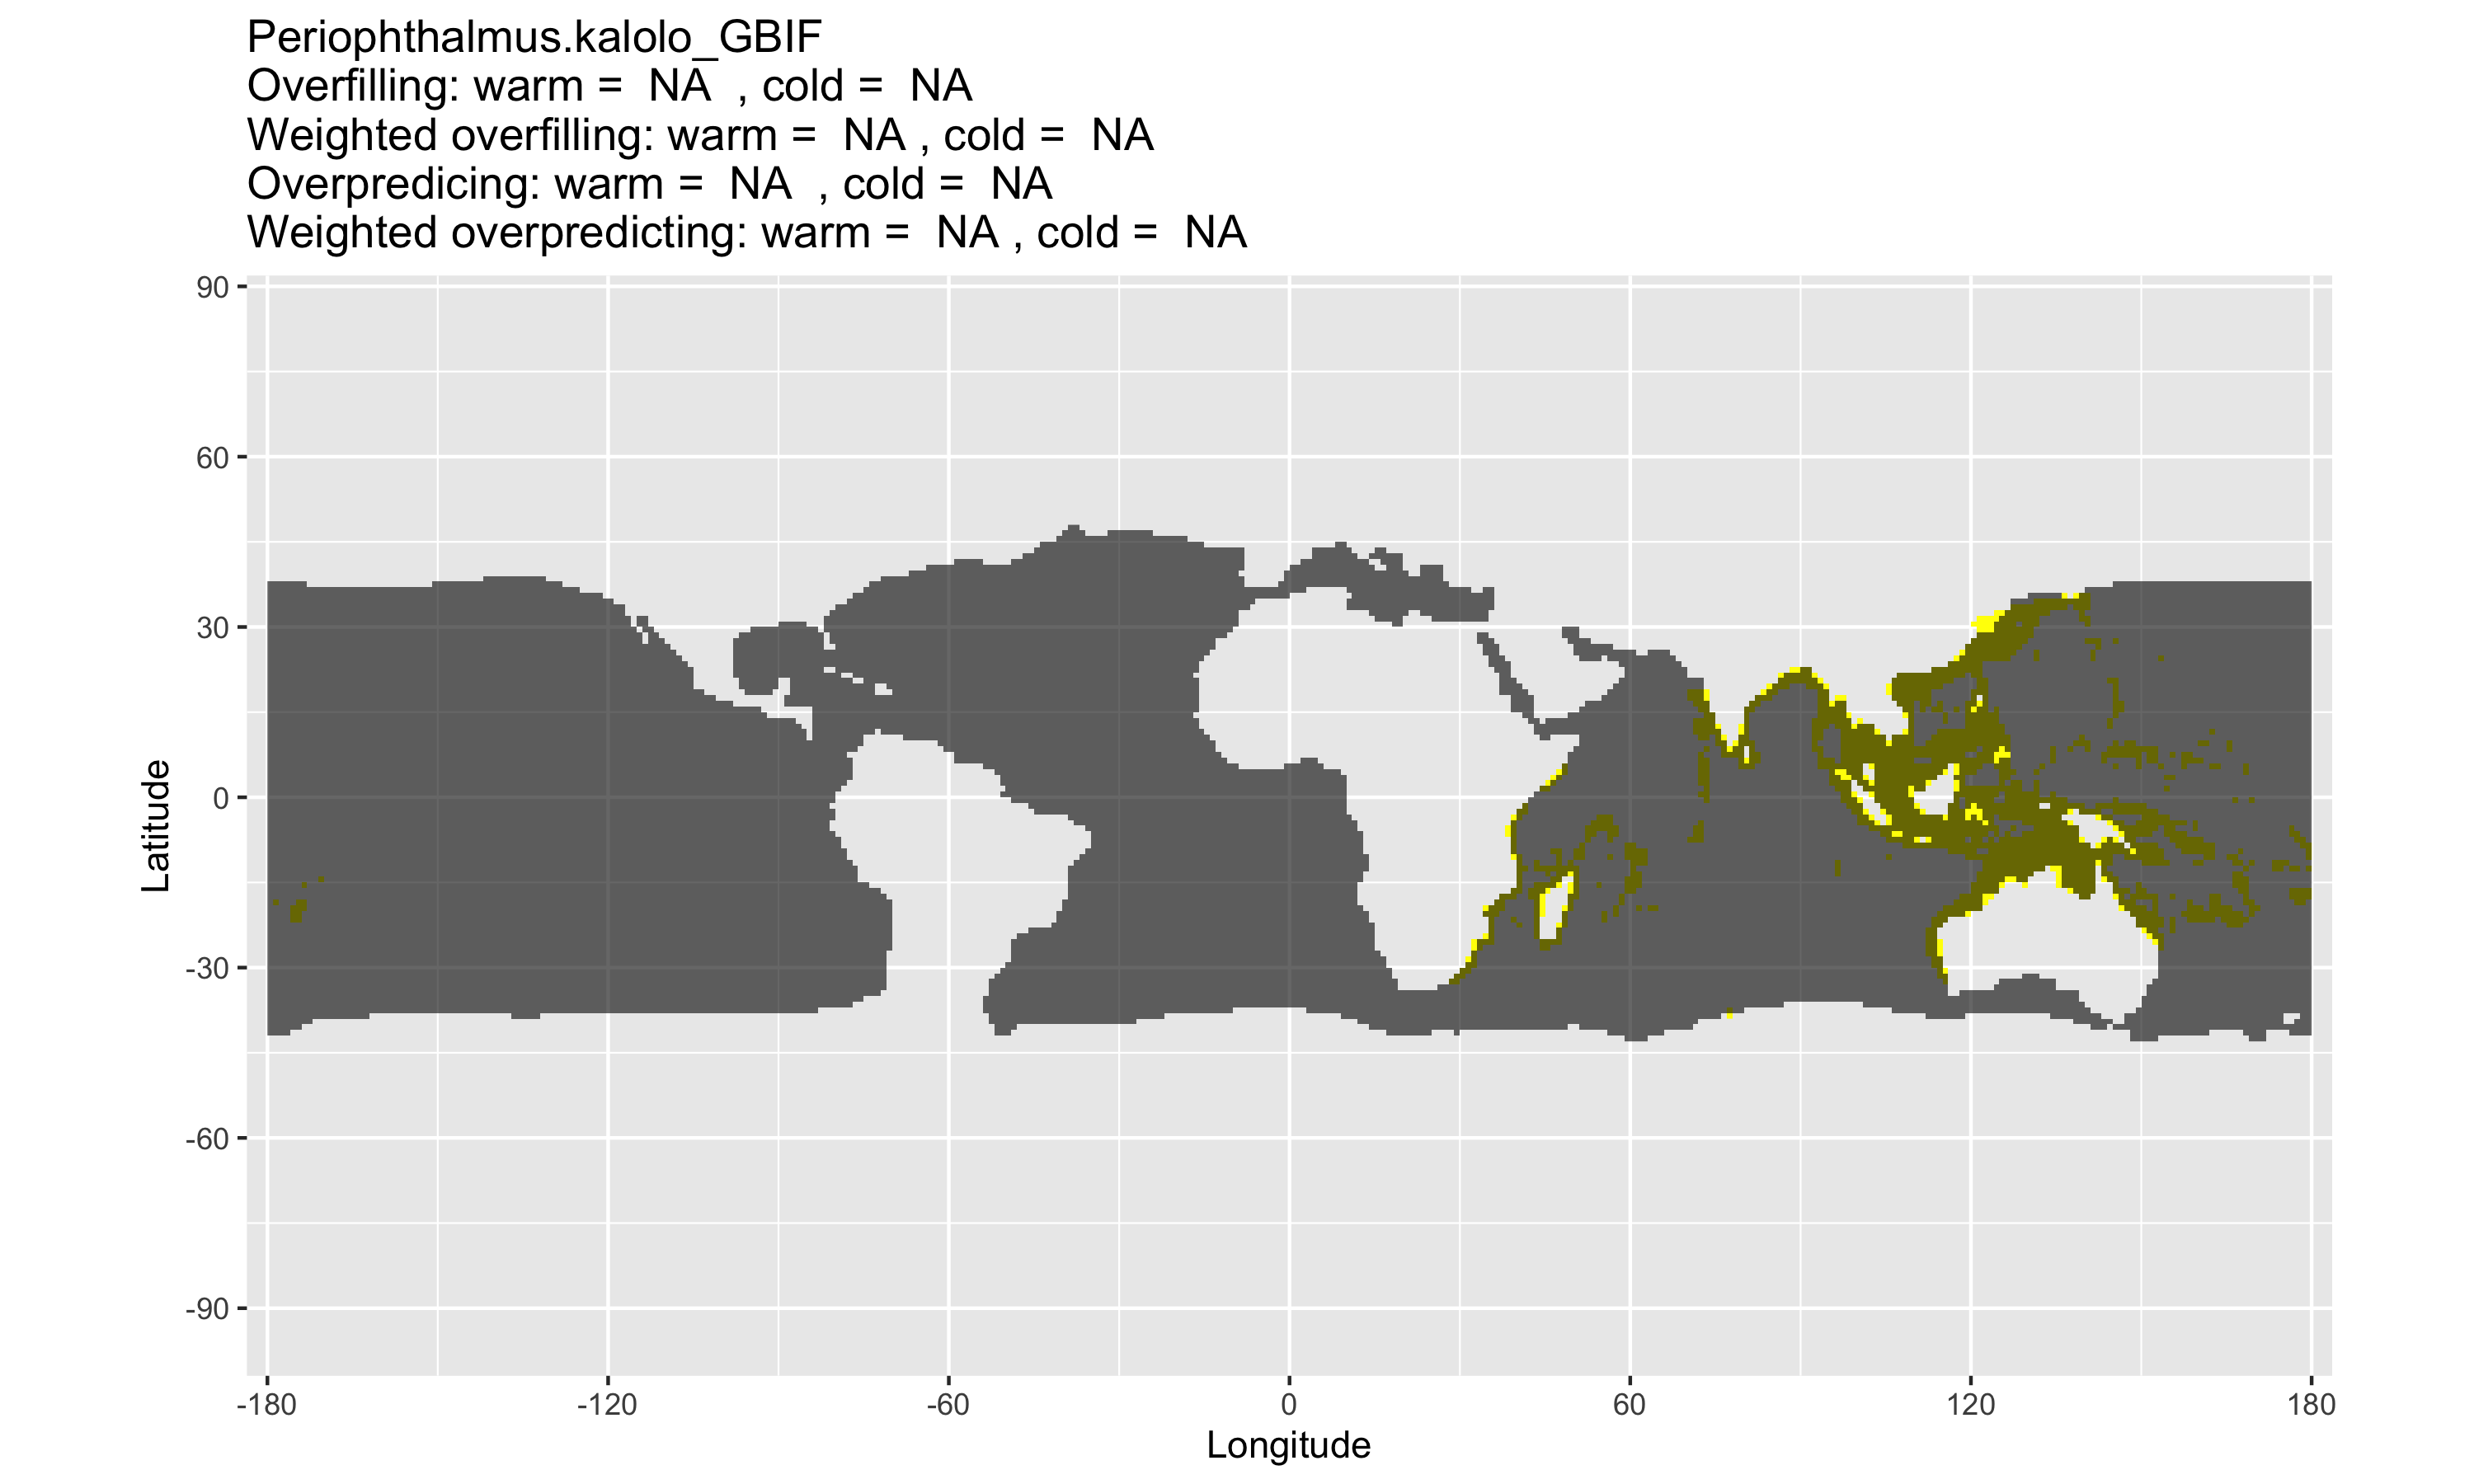 Periophthalmus.kalolo_GBIF
Overfilling: warm =  NA  , cold =  NA
Weighted overfilling: warm =  NA , cold =  NA
Overpredicing: warm =  NA  , cold =  NA
Weighted overpredicting: warm =  NA , cold =  NA
90
60
30
0
-30
-60
-90
Latitude
-180 -120 -60 0 60 120 180
Longitude